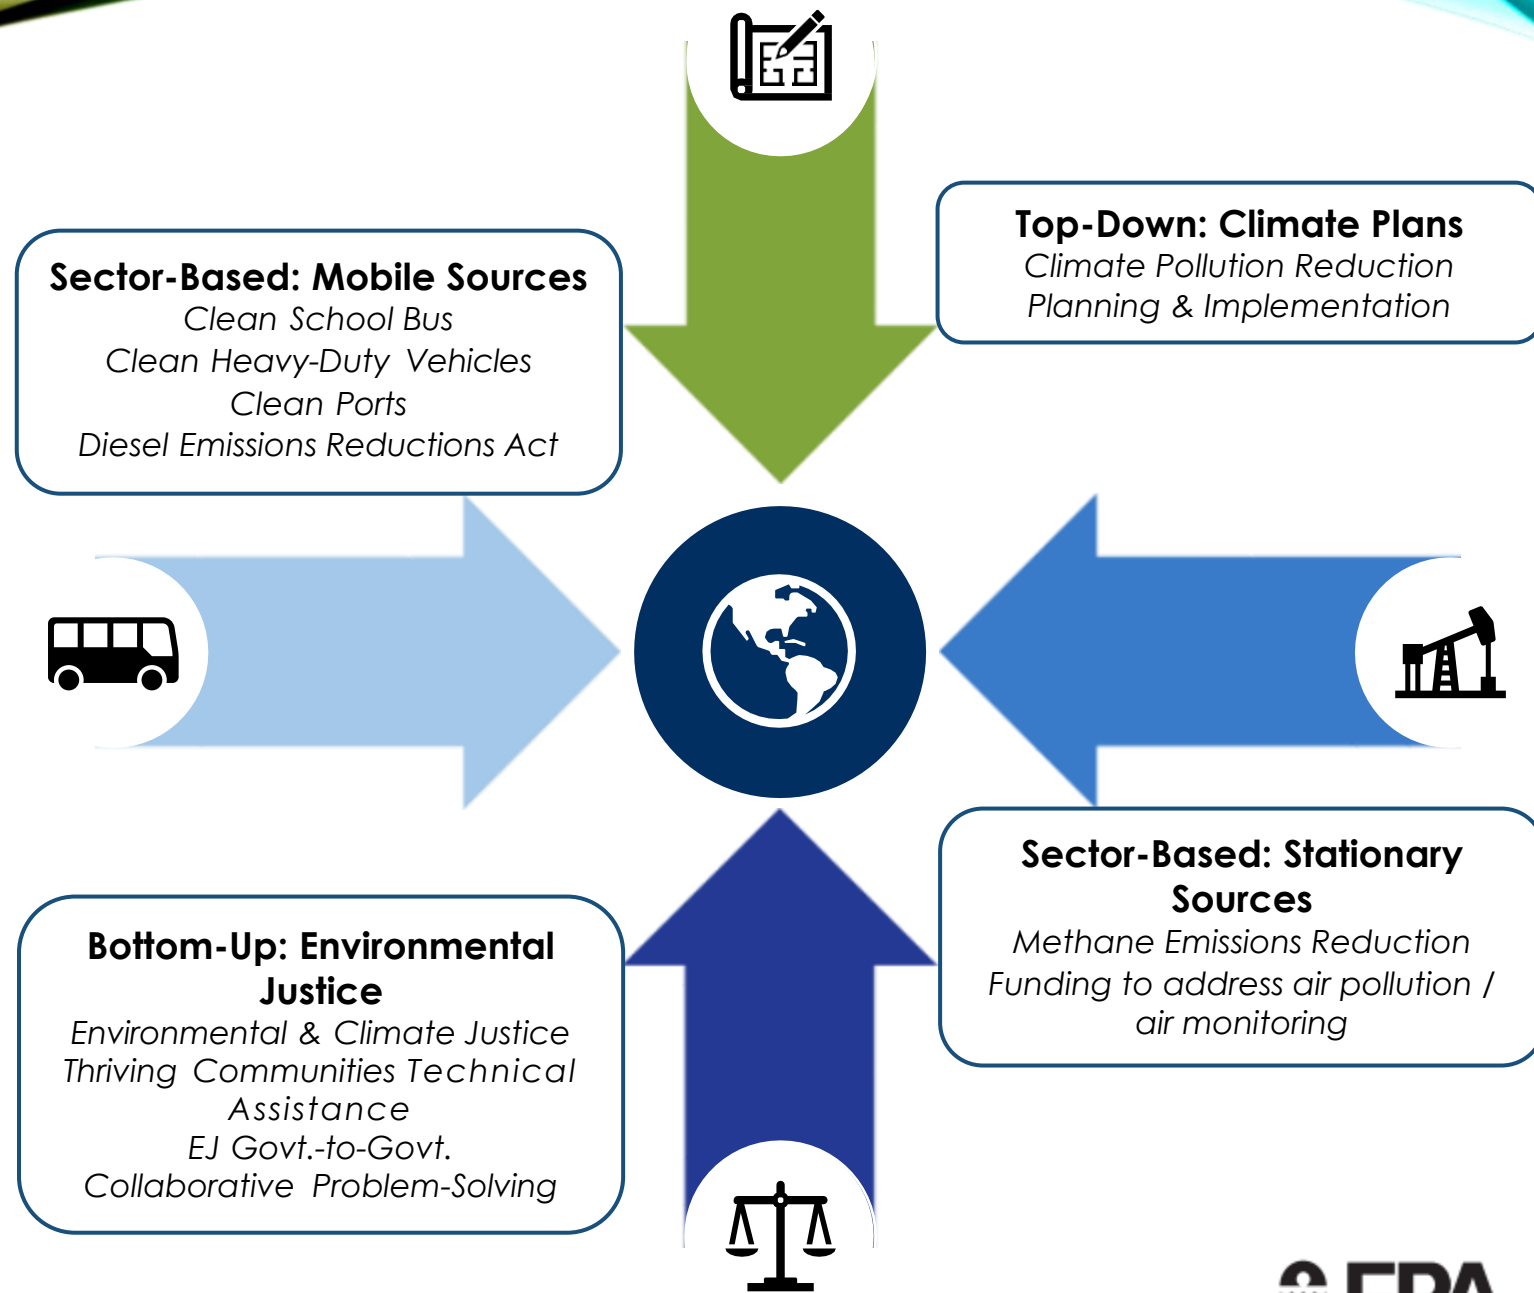 Top-Down: Climate Plans
Climate Pollution Reduction
Planning & Implementation
Sector-Based: Mobile Sources
Clean School Bus
Clean Heavy-Duty Vehicles
Clean Ports
Diesel Emissions Reductions Act
Sector-Based: Stationary
Sources
Methane Emissions Reduction
Funding to address air pollution /
air monitoring
Bottom-Up: Environmental
Justice
Environmental & Climate Justice
Thriving Communities Technical
Assistance
EJ Govt.-to-Govt.
Collaborative Problem-Solving
EPA